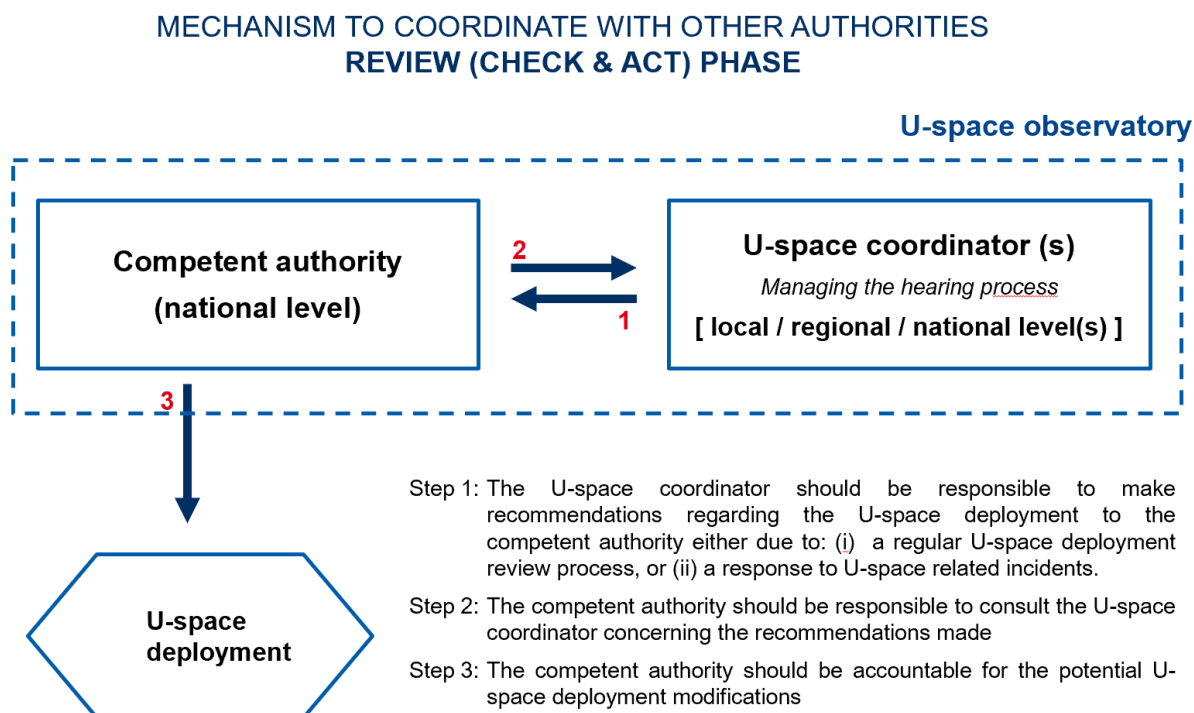 MECHANISM TO COORDINATE WITH OTHER AUTHORITIES
REVIEW (CHECK & ACT) PHASE
U-space observatory
Competent authority
(national level)
2
1
U-space coordinator (s)
Managing the hearing process
[ local / regional / national level(s) ]
3
U-space
deployment
Step 1: The U-space coordinator should be responsible to make
recommendations regarding the U-space deployment to the
competent authority either due to: (i) a regular U-space deployment
review process, or (ii) a response to U-space related incidents.
Step 2: The competent authority should be responsible to consult the U-space
coordinator concerning the recommendations made
Step 3: The competent authority should be accountable for the potential U-
space deployment modifications